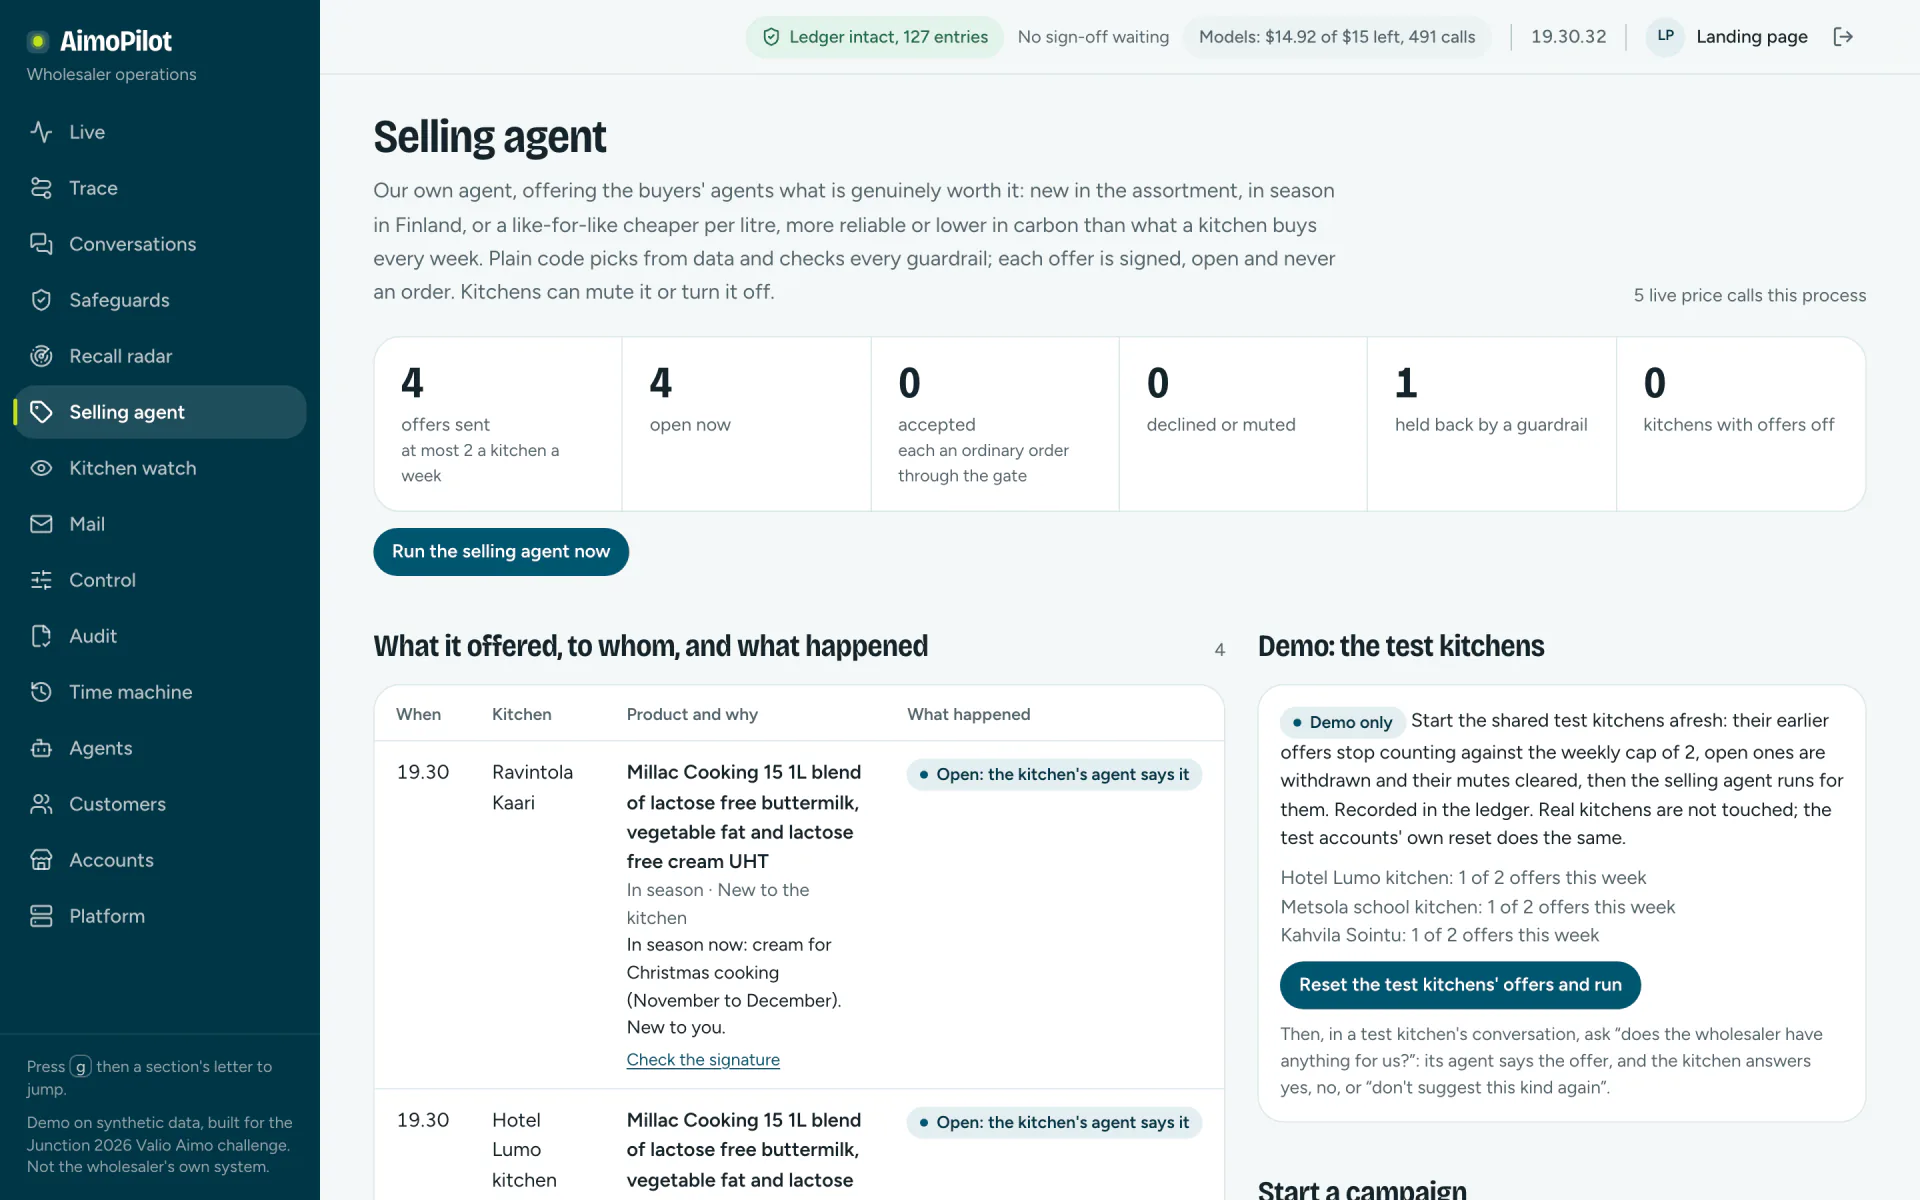 AimoPilot
Wholesaler operations
Live
Trace
Conversations
Safeguards
Recall radar
Selling agent
Kitchen watch
Mail
Control
Audit
Time machine
Agents
Customers
Accounts
Platform
Press g then a section's letter to
jump.
Demo on synthetic data, built for the
Junction 2026 Valio Aimo challenge.
Not the wholesaler's own system.
Ledger intact, 127 entries
No sign-off waiting
Models: $14.92 of $15 left, 491 calls
19.30.32
LP
Landing page
Selling agent
Our own agent, offering the buyers' agents what is genuinely worth it: new in the assortment, in season
in Finland, or a like-for-like cheaper per litre, more reliable or lower in carbon than what a kitchen buys
every week. Plain code picks from data and checks every guardrail; each offer is signed, open and never
an order. Kitchens can mute it or turn it off.
5 live price calls this process
4
offers sent
at most 2 a kitchen a
week
4
open now
0
accepted
each an ordinary order
through the gate
0
declined or muted
1
held back by a guardrail
0
kitchens with offers off
Run the selling agent now
What it offered, to whom, and what happened
4
When
Kitchen
Product and why
What happened
19.30
Ravintola
Kaari
Millac Cooking 15 1L blend
of lactose free buttermilk,
vegetable fat and lactose
free cream UHT
In season · New to the
kitchen
In season now: cream for
Christmas cooking
(November to December).
New to you.
Check the signature
Open: the kitchen's agent says it
19.30
Hotel
Lumo
kitchen
Millac Cooking 15 1L blend
of lactose free buttermilk,
vegetable fat and lactose
Open: the kitchen's agent says it
Demo: the test kitchens
Demo only Start the shared test kitchens afresh: their earlier
offers stop counting against the weekly cap of 2, open ones are
withdrawn and their mutes cleared, then the selling agent runs for
them. Recorded in the ledger. Real kitchens are not touched; the
test accounts' own reset does the same.
Hotel Lumo kitchen: 1 of 2 offers this week
Metsola school kitchen: 1 of 2 offers this week
Kahvila Sointu: 1 of 2 offers this week
Reset the test kitchens' offers and run
Then, in a test kitchen's conversation, ask “does the wholesaler have
anything for us?”: its agent says the offer, and the kitchen answers
yes, no, or “don't suggest this kind again”.
Start a campaign